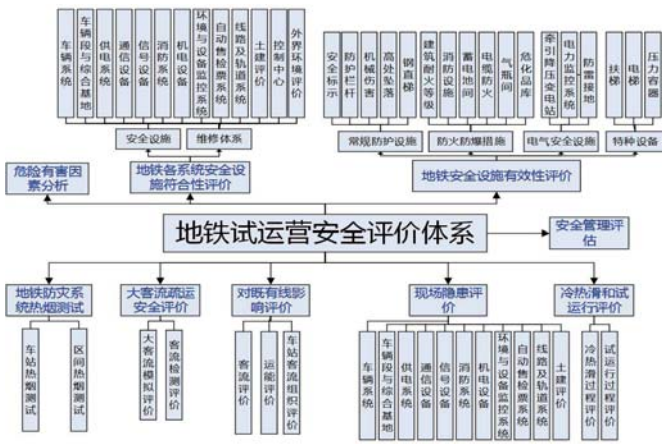 车辆系统
车辆段与综合基地
供电系统
通信设备
信号设备
消防系统
机电设备
环境与设备监控系统
自动售检票系统
线路及轨道系统
土建评价
控制中心
外界环境评价
安全标示
防护栏杆
机械伤害
高处坠落
钢直梯
建筑耐火等级
消防设施
蓄电池间
电缆防火
气瓶间
危化品库
牵引降压变电站
电力监控系统
防雷接地
扶梯
电梯
压力容器
安全设施
维修体系
常规防护设施
防火防爆措施
电气安全设施
特种设备
危险有害因
素分析
地铁各系统安全设
施符合性评价
地铁安全设施有效性评价
地铁试运营安全评价体系
安全管理评
估
地铁防灾系
统热烟测试
大客流疏运
安全评价
对既有线影
响评价
现场隐患评
价
冷热滑和试
运行评价
车站热烟测试
区间热烟测试
大客流模拟评价
客流检测评价
客流评价
运能评价
车站客流组织评价
车辆系统
车辆段与综合基地
供电系统
通信设备
信号设备
消防系统
机电设备
环境与设备监控系统
自动售检票系统
线路及轨道系统
土建评价
冷热滑过程评价
试运行过程评价